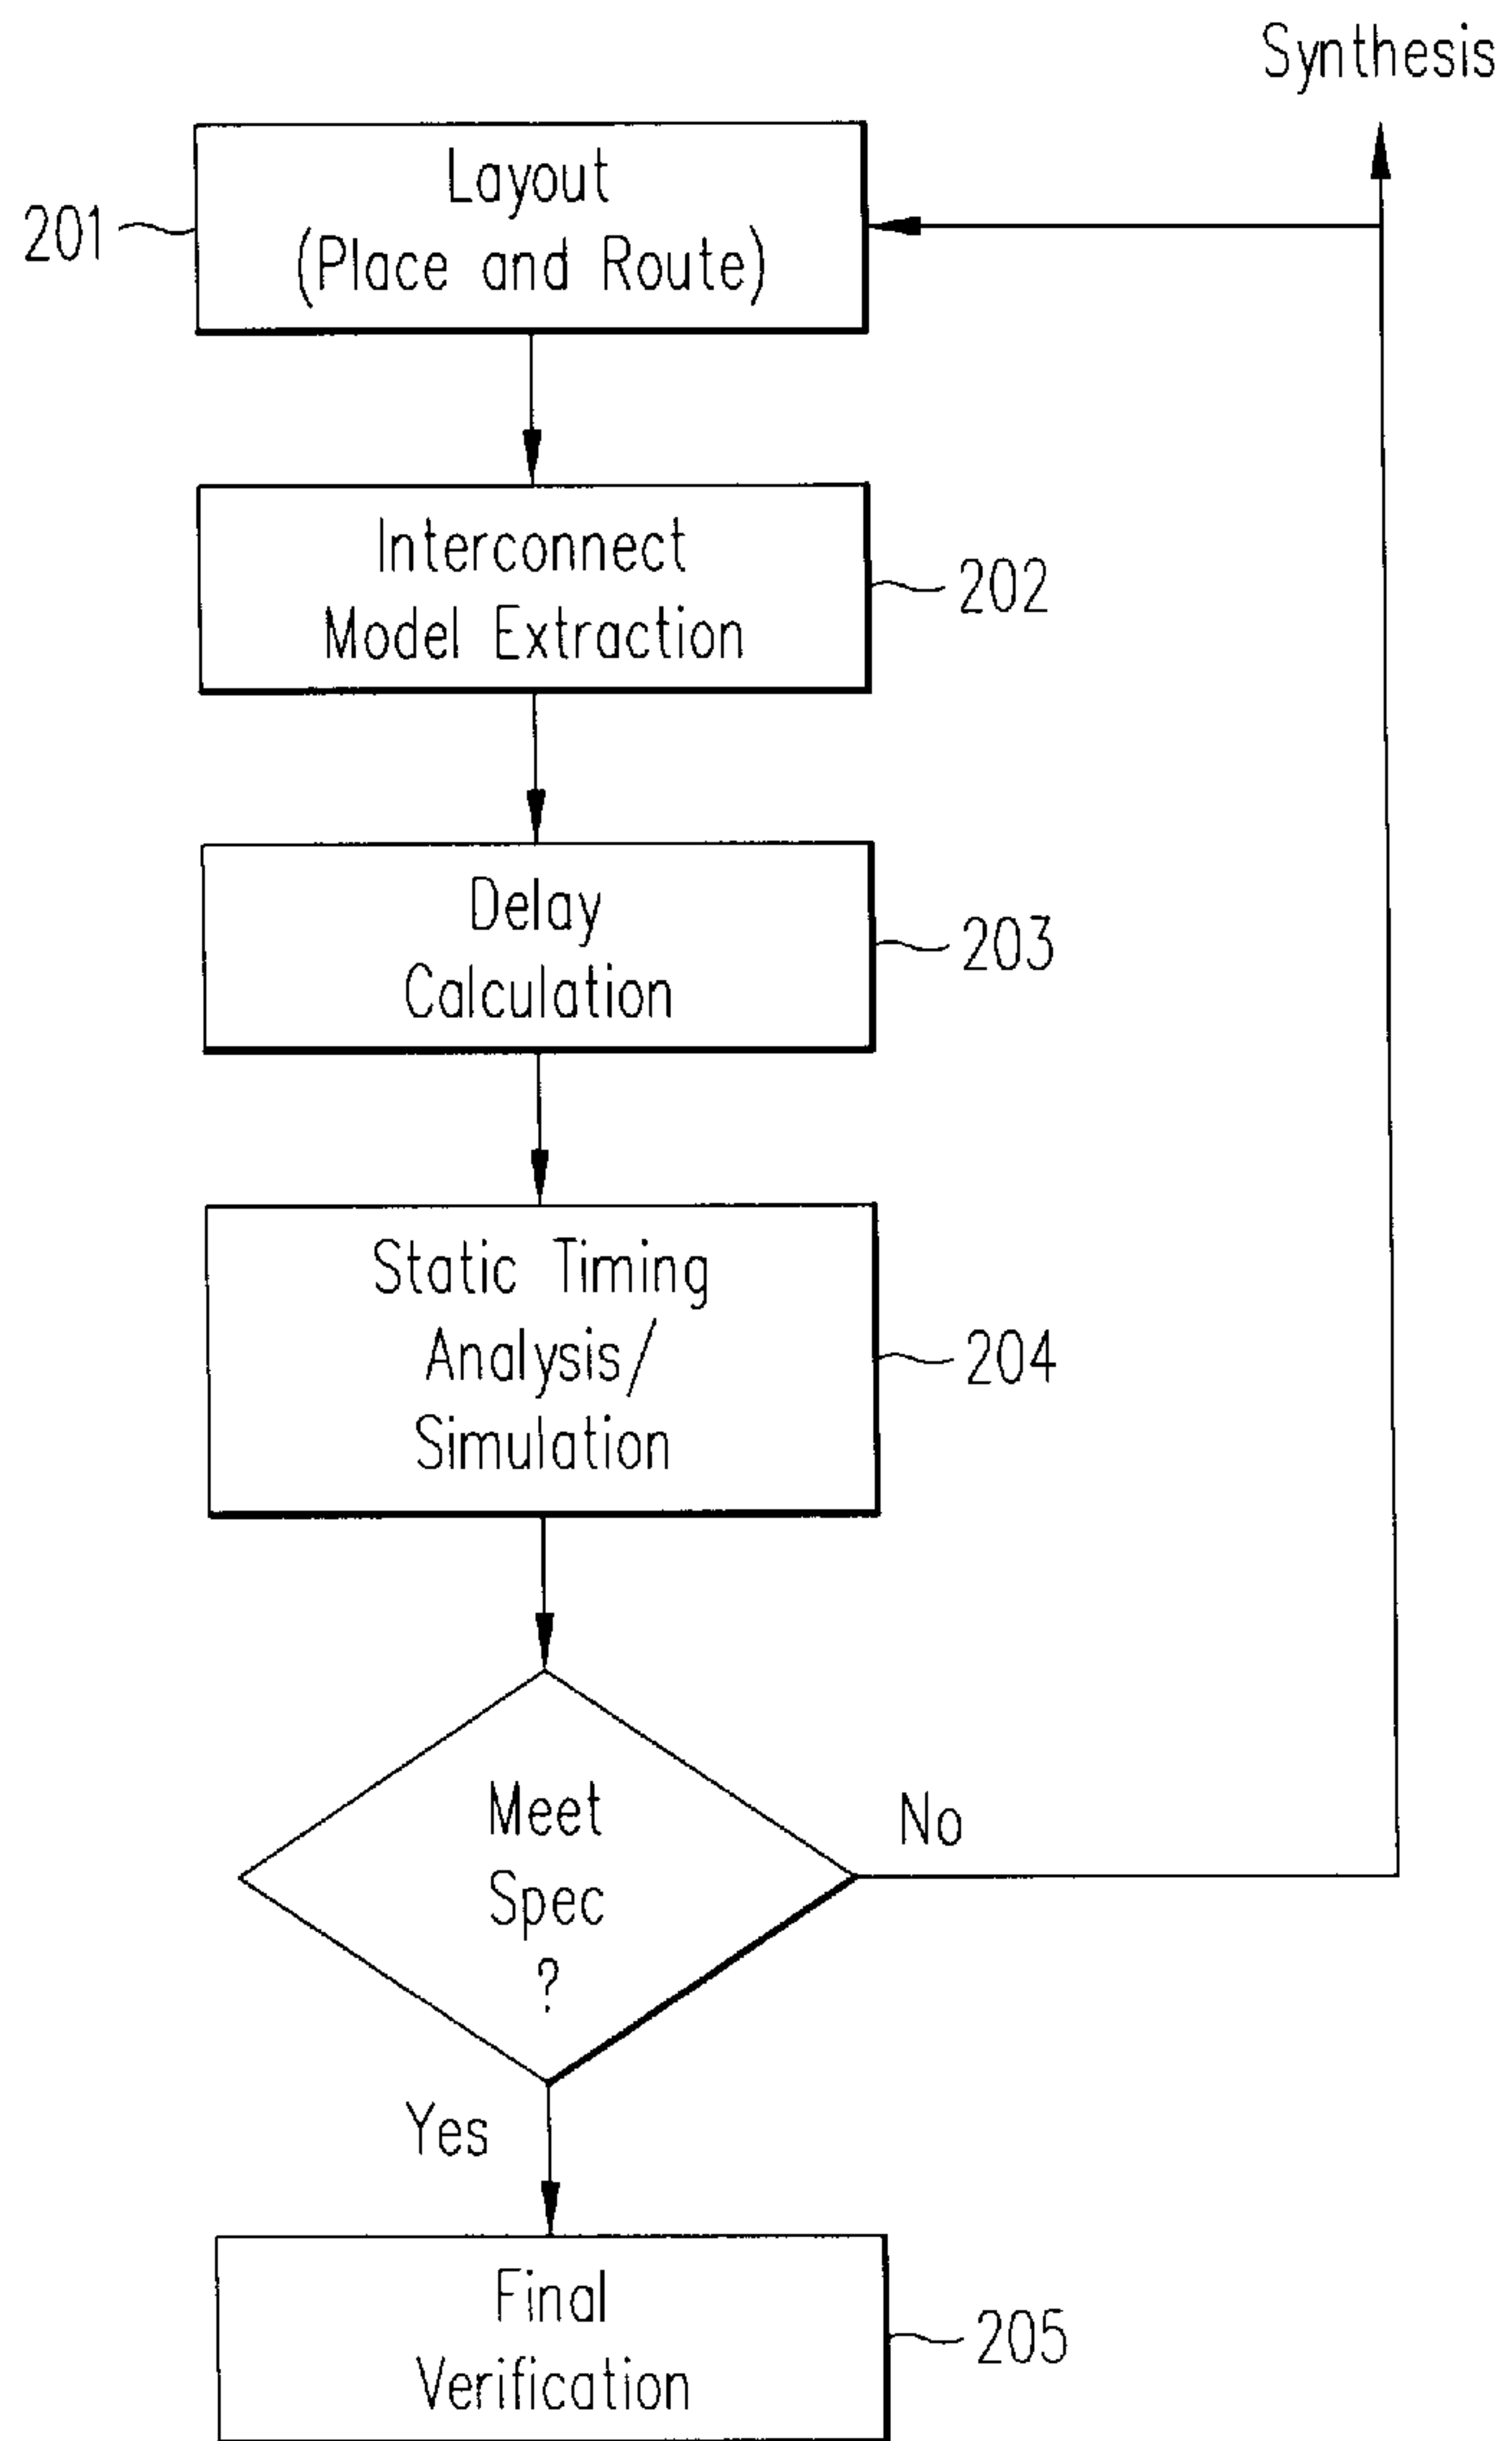 Synthesis
Layout
(Place and Route)
201
Interconnect
Model Extraction
202
Delay
Calculation
203
Static Timing
Analysis/
Simulation
204
Meet
Spec
?
No
Yes
Final
Verification
205